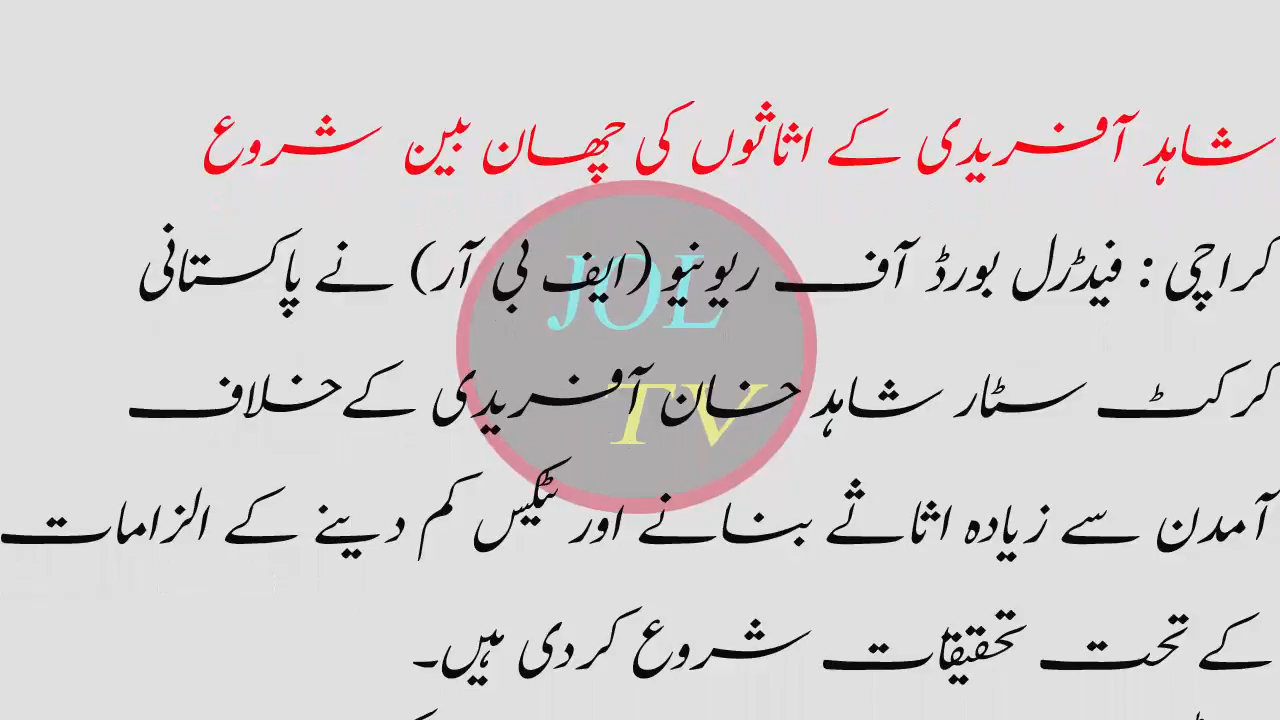 شاہد آفریدی کے اثاثوں کی چھان بین شروع
کراچی : فیڈرل بورڈ آف ریونیو (ایف بی آر) نے پاکستانی
کرکٹ سٹار شاہد خان آفریدی کے خلاف
آمدن سے زیادہ اثاثے بنانے اور ٹیکس کم دینے کے الزامات
کے تحت تحقیقات شروع کردی ہیں۔
JOL
TV